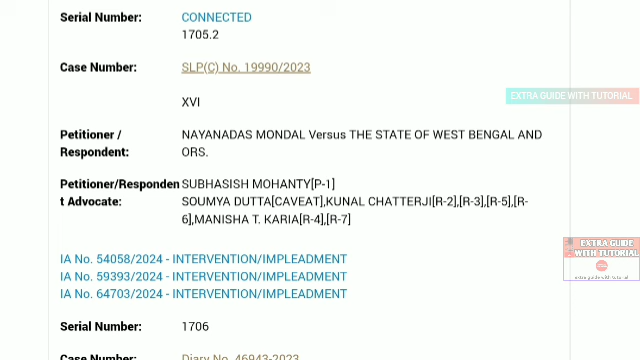 Serial Number: CONNECTED
1705.2
Case Number: SLP(C) No. 19990/2023
XVI
EXTRA GUIDE WITH TUTORIAL
Petitioner / NAYANADAS MONDAL Versus THE STATE OF WEST BENGAL AND
Respondent: ORS.
Petitioner/Responden SUBHASISH MOHANTY[P-1]
t Advocate: SOUMYA DUTTA[CAVEAT],KUNAL CHATTERJI[R-2],[R-3],[R-5],[R-
6],MANISHA T. KARIA[R-4],[R-7]
EXTRA GUIDE
WITH TUTORIAL
extra guide with tutorial
IA No. 54058/2024 - INTERVENTION/IMPLEADMENT
IA No. 59393/2024 - INTERVENTION/IMPLEADMENT
IA No. 64703/2024 - INTERVENTION/IMPLEADMENT
Serial Number: 1706
Case Number: Diary No. 46943-2023